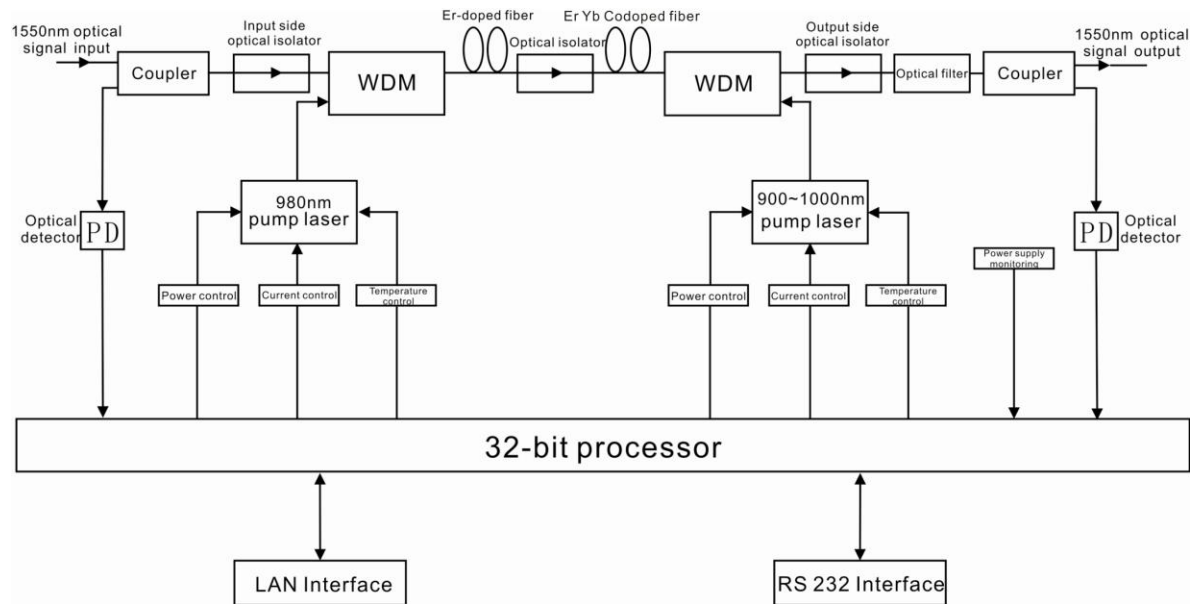 1550nm optical
signal input
Coupler
Input side
optical isolator
WDM
Er-doped fiber
Optical isolator
Er Yb Codoped fiber
WDM
Output side
optical isolator
Optical filter
Coupler
1550nm optical
signal output
Optical
detector
PD
980nm
pump laser
900~1000nm
pump laser
PD
Optical
detector
Power control
Current control
Temperature
control
Power control
Current control
Temperature
control
Power supply
monitoring
32-bit processor
LAN Interface
RS 232 Interface